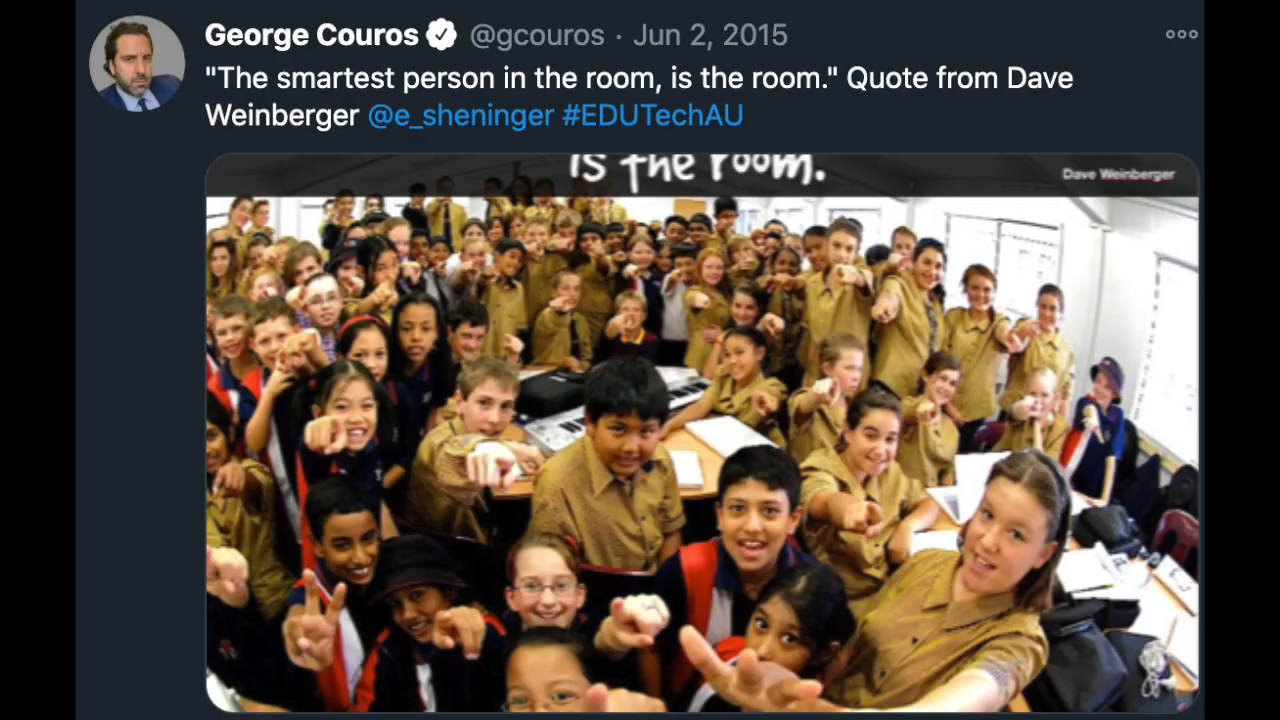 George Couros @gcouros · Jun 2, 2015
"The smartest person in the room, is the room." Quote from Dave
Weinberger @e_sheninger #EDUTechAU
is the room.
Dave Weinberger